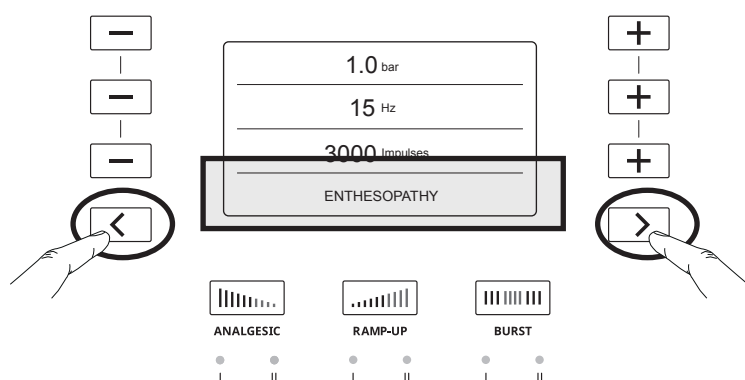 1.0 bar
15 Hz
3000 Impulses
ENTHESOPATHY
ANALGESIC RAMP-UP BURST
I II I II I II